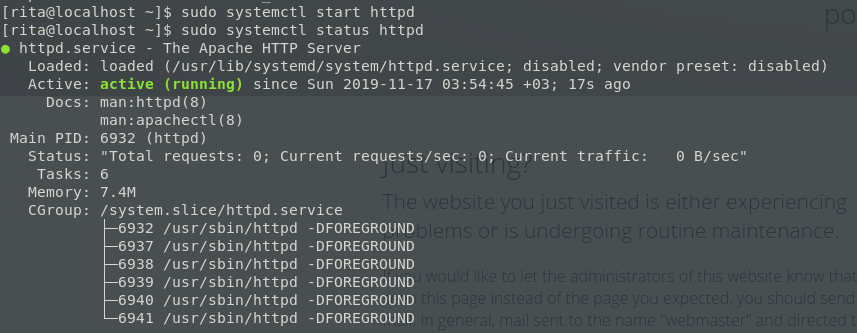 [rita@localhost ~]$ sudo systemctl start httpd
[rita@localhost ~]$ sudo systemctl status httpd
● httpd.service - The Apache HTTP Server
   Loaded: loaded (/usr/lib/systemd/system/httpd.service; disabled; vendor preset: disabled)
   Active: active (running) since Sun 2019-11-17 03:54:45 +03; 17s ago
     Docs: man:httpd(8)
           man:apachectl(8)
 Main PID: 6932 (httpd)
   Status: "Total requests: 0; Current requests/sec: 0; Current traffic:   0 B/sec"
    Tasks: 6
   Memory: 7.4M
   CGroup: /system.slice/httpd.service
           ├─6932 /usr/sbin/httpd -DFOREGROUND
           ├─6937 /usr/sbin/httpd -DFOREGROUND
           ├─6938 /usr/sbin/httpd -DFOREGROUND
           ├─6939 /usr/sbin/httpd -DFOREGROUND
           ├─6940 /usr/sbin/httpd -DFOREGROUND
           └─6941 /usr/sbin/httpd -DFOREGROUND
po
Just visiting?
The website you just visited is either experiencing
problems or is undergoing routine maintenance.
you would like to let the administrators of this website know that
this page instead of the page you expected, you should send
In general, mail sent to the name "webmaster" and directed